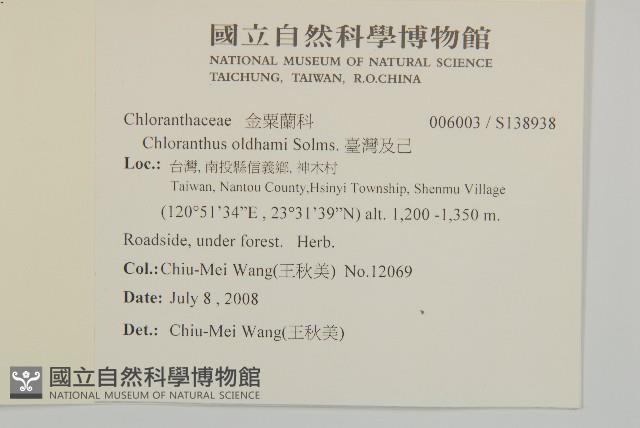 國立自然科學博物館
NATIONAL MUSEUM OF NATURAL SCIENCE
TAICHUNG, TAIWAN, R.O.CHINA
Chloranthaceae 金粟蘭科 006003 / S138938
Chloranthus oldhami Solms. 臺灣及己
Loc.: 台灣, 南投縣信義鄉, 神木村
Taiwan, Nantou County,Hsinyi Township, Shenmu Village
(120°51’34”E , 23°31’39”N) alt. 1,200 -1,350 m.
Roadside, under forest. Herb.
Col.: Chiu-Mei Wang(王秋美) No.12069
Date: July 8 , 2008
Det.: Chiu-Mei Wang(王秋美)
國立自然科學博物館
NATIONAL MUSEUM OF NATURAL SCIENCE